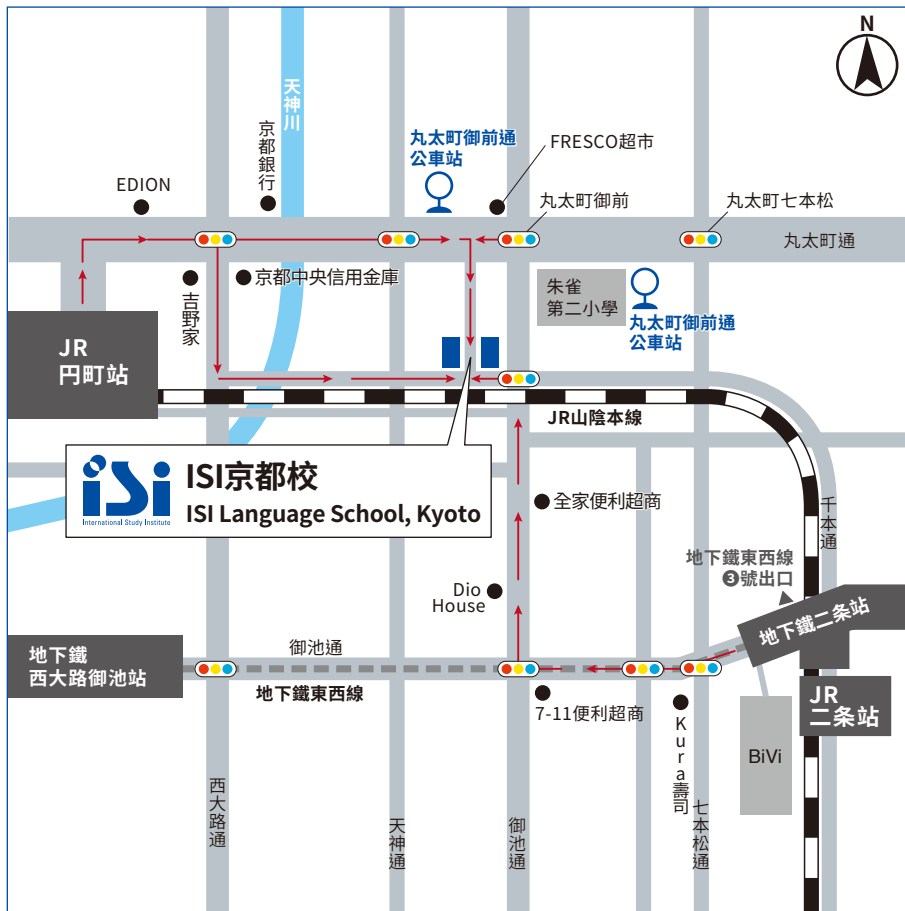 N
天神川
京都銀行
丸太町御前通
公車站
FRESCO超市
EDION
丸太町御前
丸太町七本松
丸太町通
京都中央信用金庫
吉野家
朱雀
第二小學
丸太町御前通
公車站
JR
円町站
JR山陰本線
iSi
International Study Institute
ISI京都校
ISI Language School, Kyoto
全家便利超商
千本通
地下鐵東西線
❸號出口
Dio
House
地下鐵二条站
御池通
地下鐵
西大路御池站
地下鐵東西線
7-11便利超商
Kura壽司
JR
二条站
BiVi
西大路通
天神通
御池通
七本松通